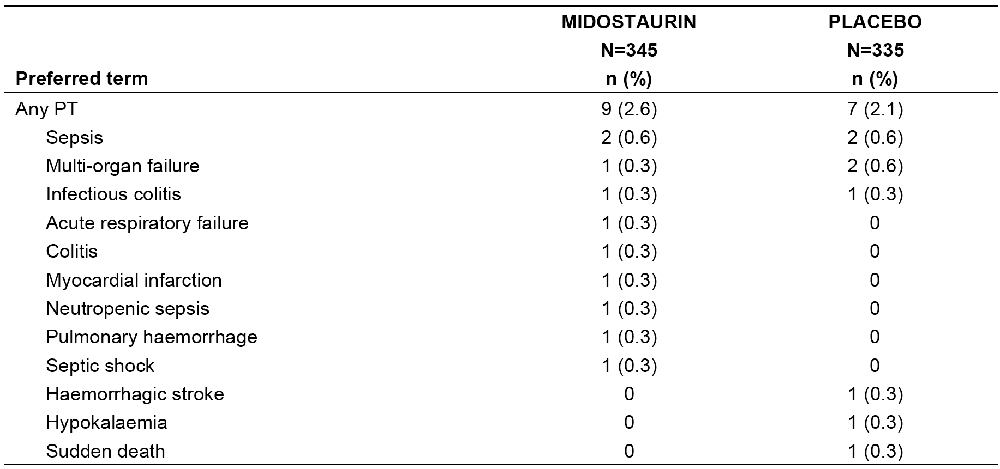 MIDOSTAURIN PLACEBO
N=345 N=335
Preferred term n (%) n (%)
Any PT 9 (2.6) 7 (2.1)
Sepsis 2 (0.6) 2 (0.6)
Multi-organ failure 1 (0.3) 2 (0.6)
Infectious colitis 1 (0.3) 1 (0.3)
Acute respiratory failure 1 (0.3) 0
Colitis 1 (0.3) 0
Myocardial infarction 1 (0.3) 0
Neutropenic sepsis 1 (0.3) 0
Pulmonary haemorrhage 1 (0.3) 0
Septic shock 1 (0.3) 0
Haemorrhagic stroke 0 1 (0.3)
Hypokalaemia 0 1 (0.3)
Sudden death 0 1 (0.3)